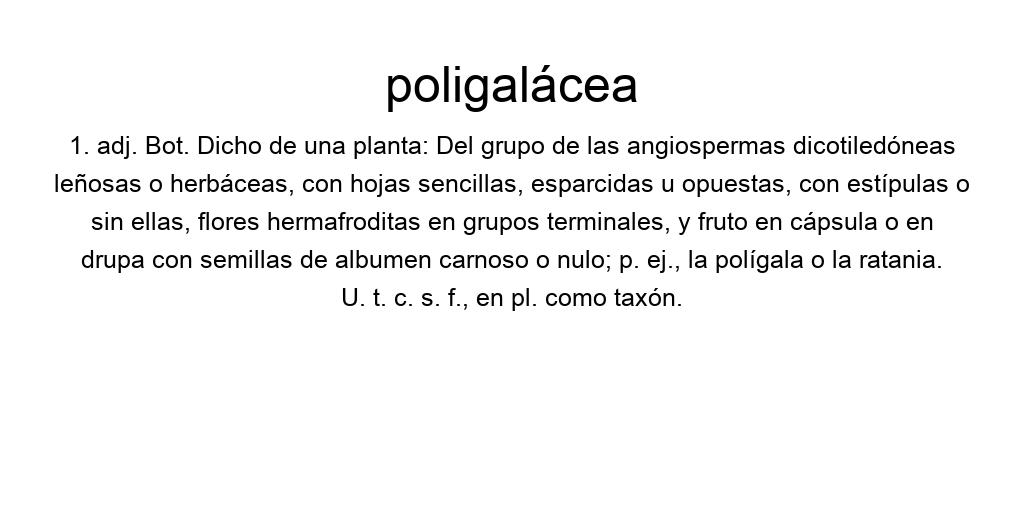 poligalácea
1. adj. Bot. Dicho de una planta: Del grupo de las angiospermas dicotiledóneas
leñosas o herbáceas, con hojas sencillas, esparcidas u opuestas, con estípulas o
sin ellas, flores hermafroditas en grupos terminales, y fruto en cápsula o en
drupa con semillas de albumen carnoso o nulo; p. ej., la polígala o la ratania.
U. t. c. s. f., en pl. como taxón.